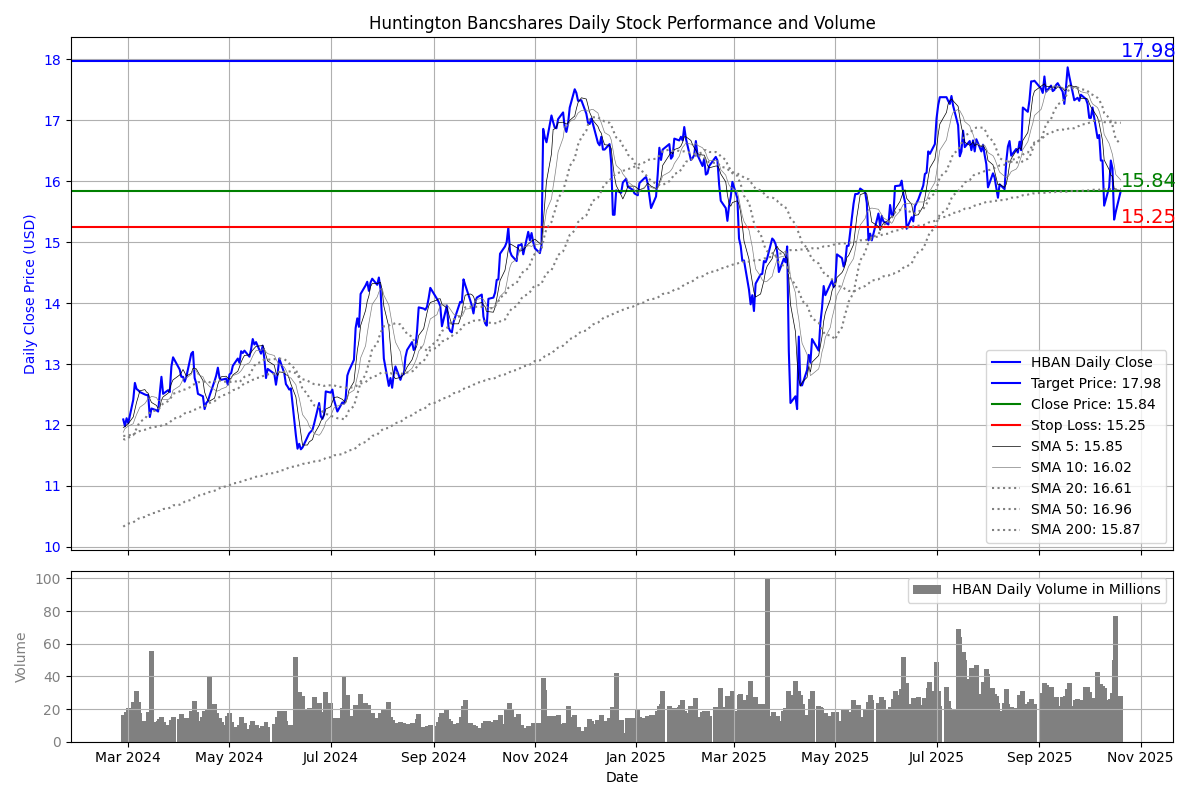 Huntington Bancshares Daily Stock Performance and Volume
Daily Close Price (USD)
18
17
16
15
14
13
12
11
10
17.98
15.84
15.25
HBAN Daily Close
Target Price: 17.98
Close Price: 15.84
Stop Loss: 15.25
SMA 5: 15.85
SMA 10: 16.02
SMA 20: 16.61
SMA 50: 16.96
SMA 200: 15.87
Volume
100
80
60
40
20
0
HBAN Daily Volume in Millions
Mar 2024 May 2024 Jul 2024 Sep 2024 Nov 2024 Jan 2025 Mar 2025 May 2025 Jul 2025 Sep 2025 Nov 2025
Date